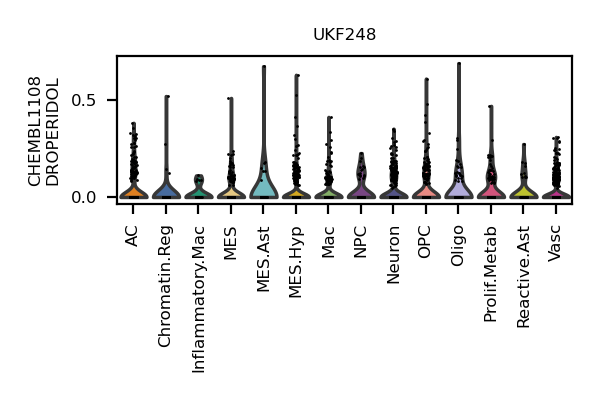 UKF248
CHEMBL1108
DROPERIDOL
0.5
0.0
AC
Chromatin.Reg
Inflammatory.Mac
MES
MES.Ast
MES.Hyp
Mac
NPC
Neuron
OPC
Oligo
Prolif.Metab
Reactive.Ast
Vasc